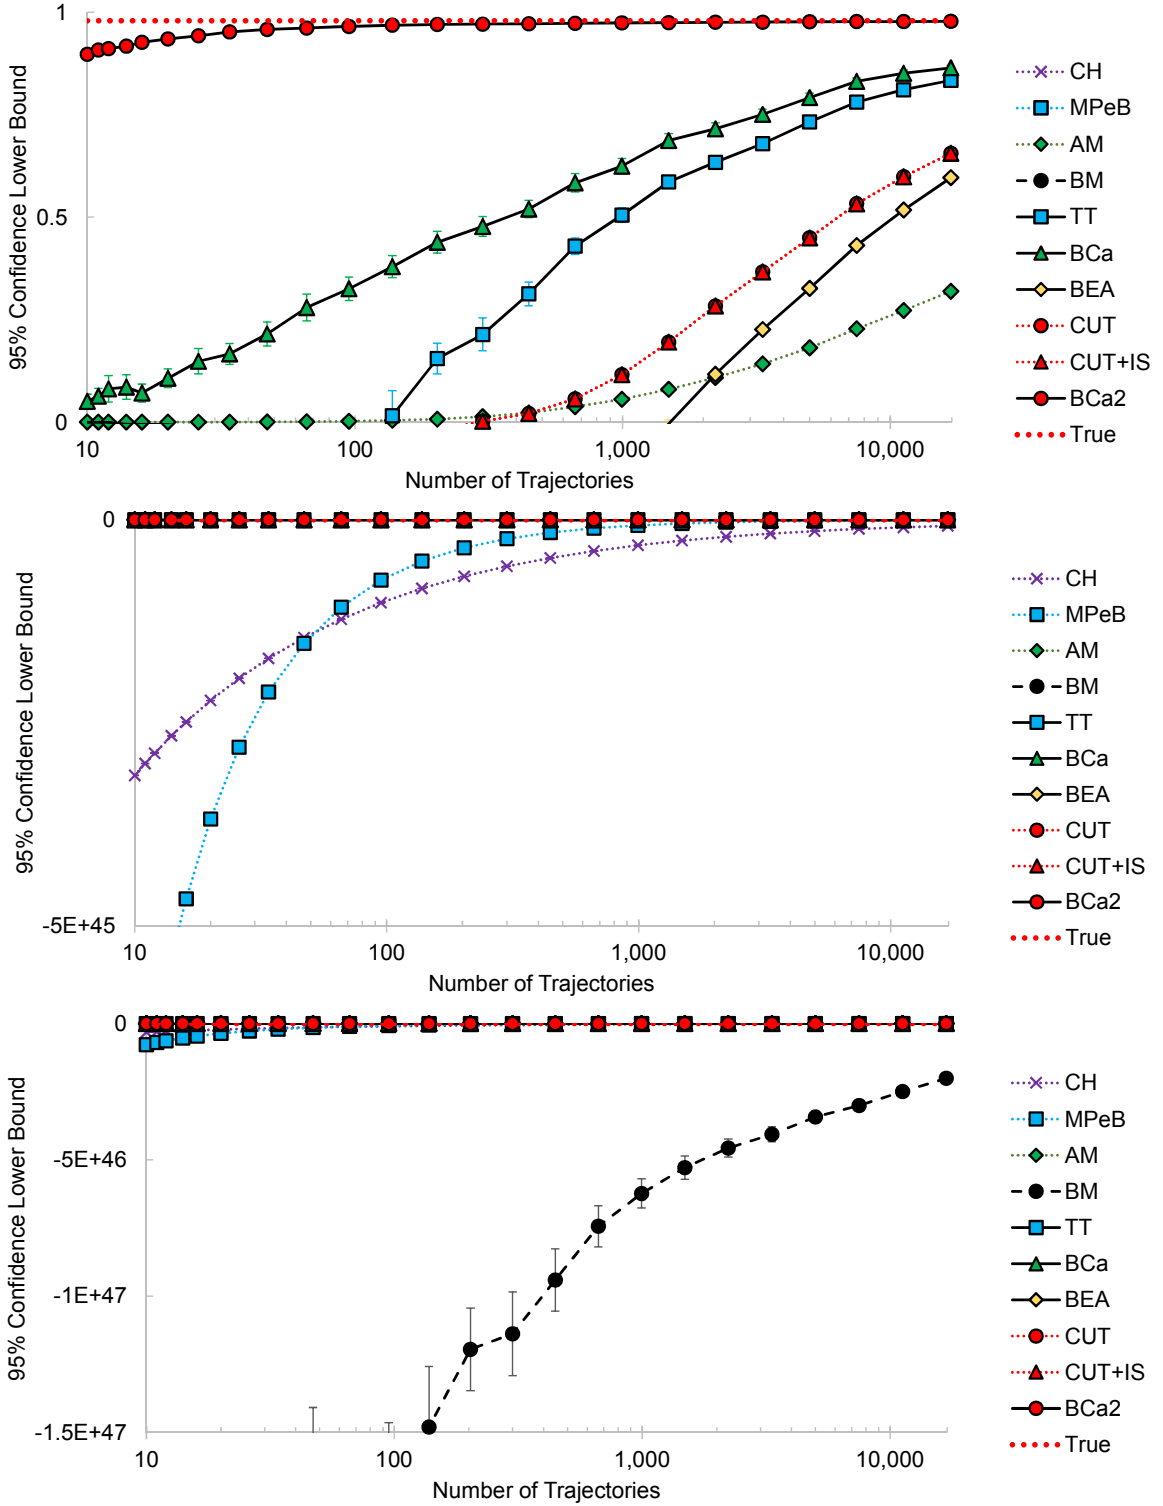 1
0.5
0
10
100
1,000
10,000
95% Confidence Lower Bound
Number of Trajectories
CH
MPeB
AM
BM
TT
BCa
BEA
CUT
CUT+IS
BCa2
True
0
-5E+45
10
100
1,000
10,000
95% Confidence Lower Bound
Number of Trajectories
CH
MPeB
AM
BM
TT
BCa
BEA
CUT
CUT+IS
BCa2
True
0
-5E+46
-1E+47
-1.5E+47
10
100
1,000
10,000
95% Confidence Lower Bound
Number of Trajectories
CH
MPeB
AM
BM
TT
BCa
BEA
CUT
CUT+IS
BCa2
True